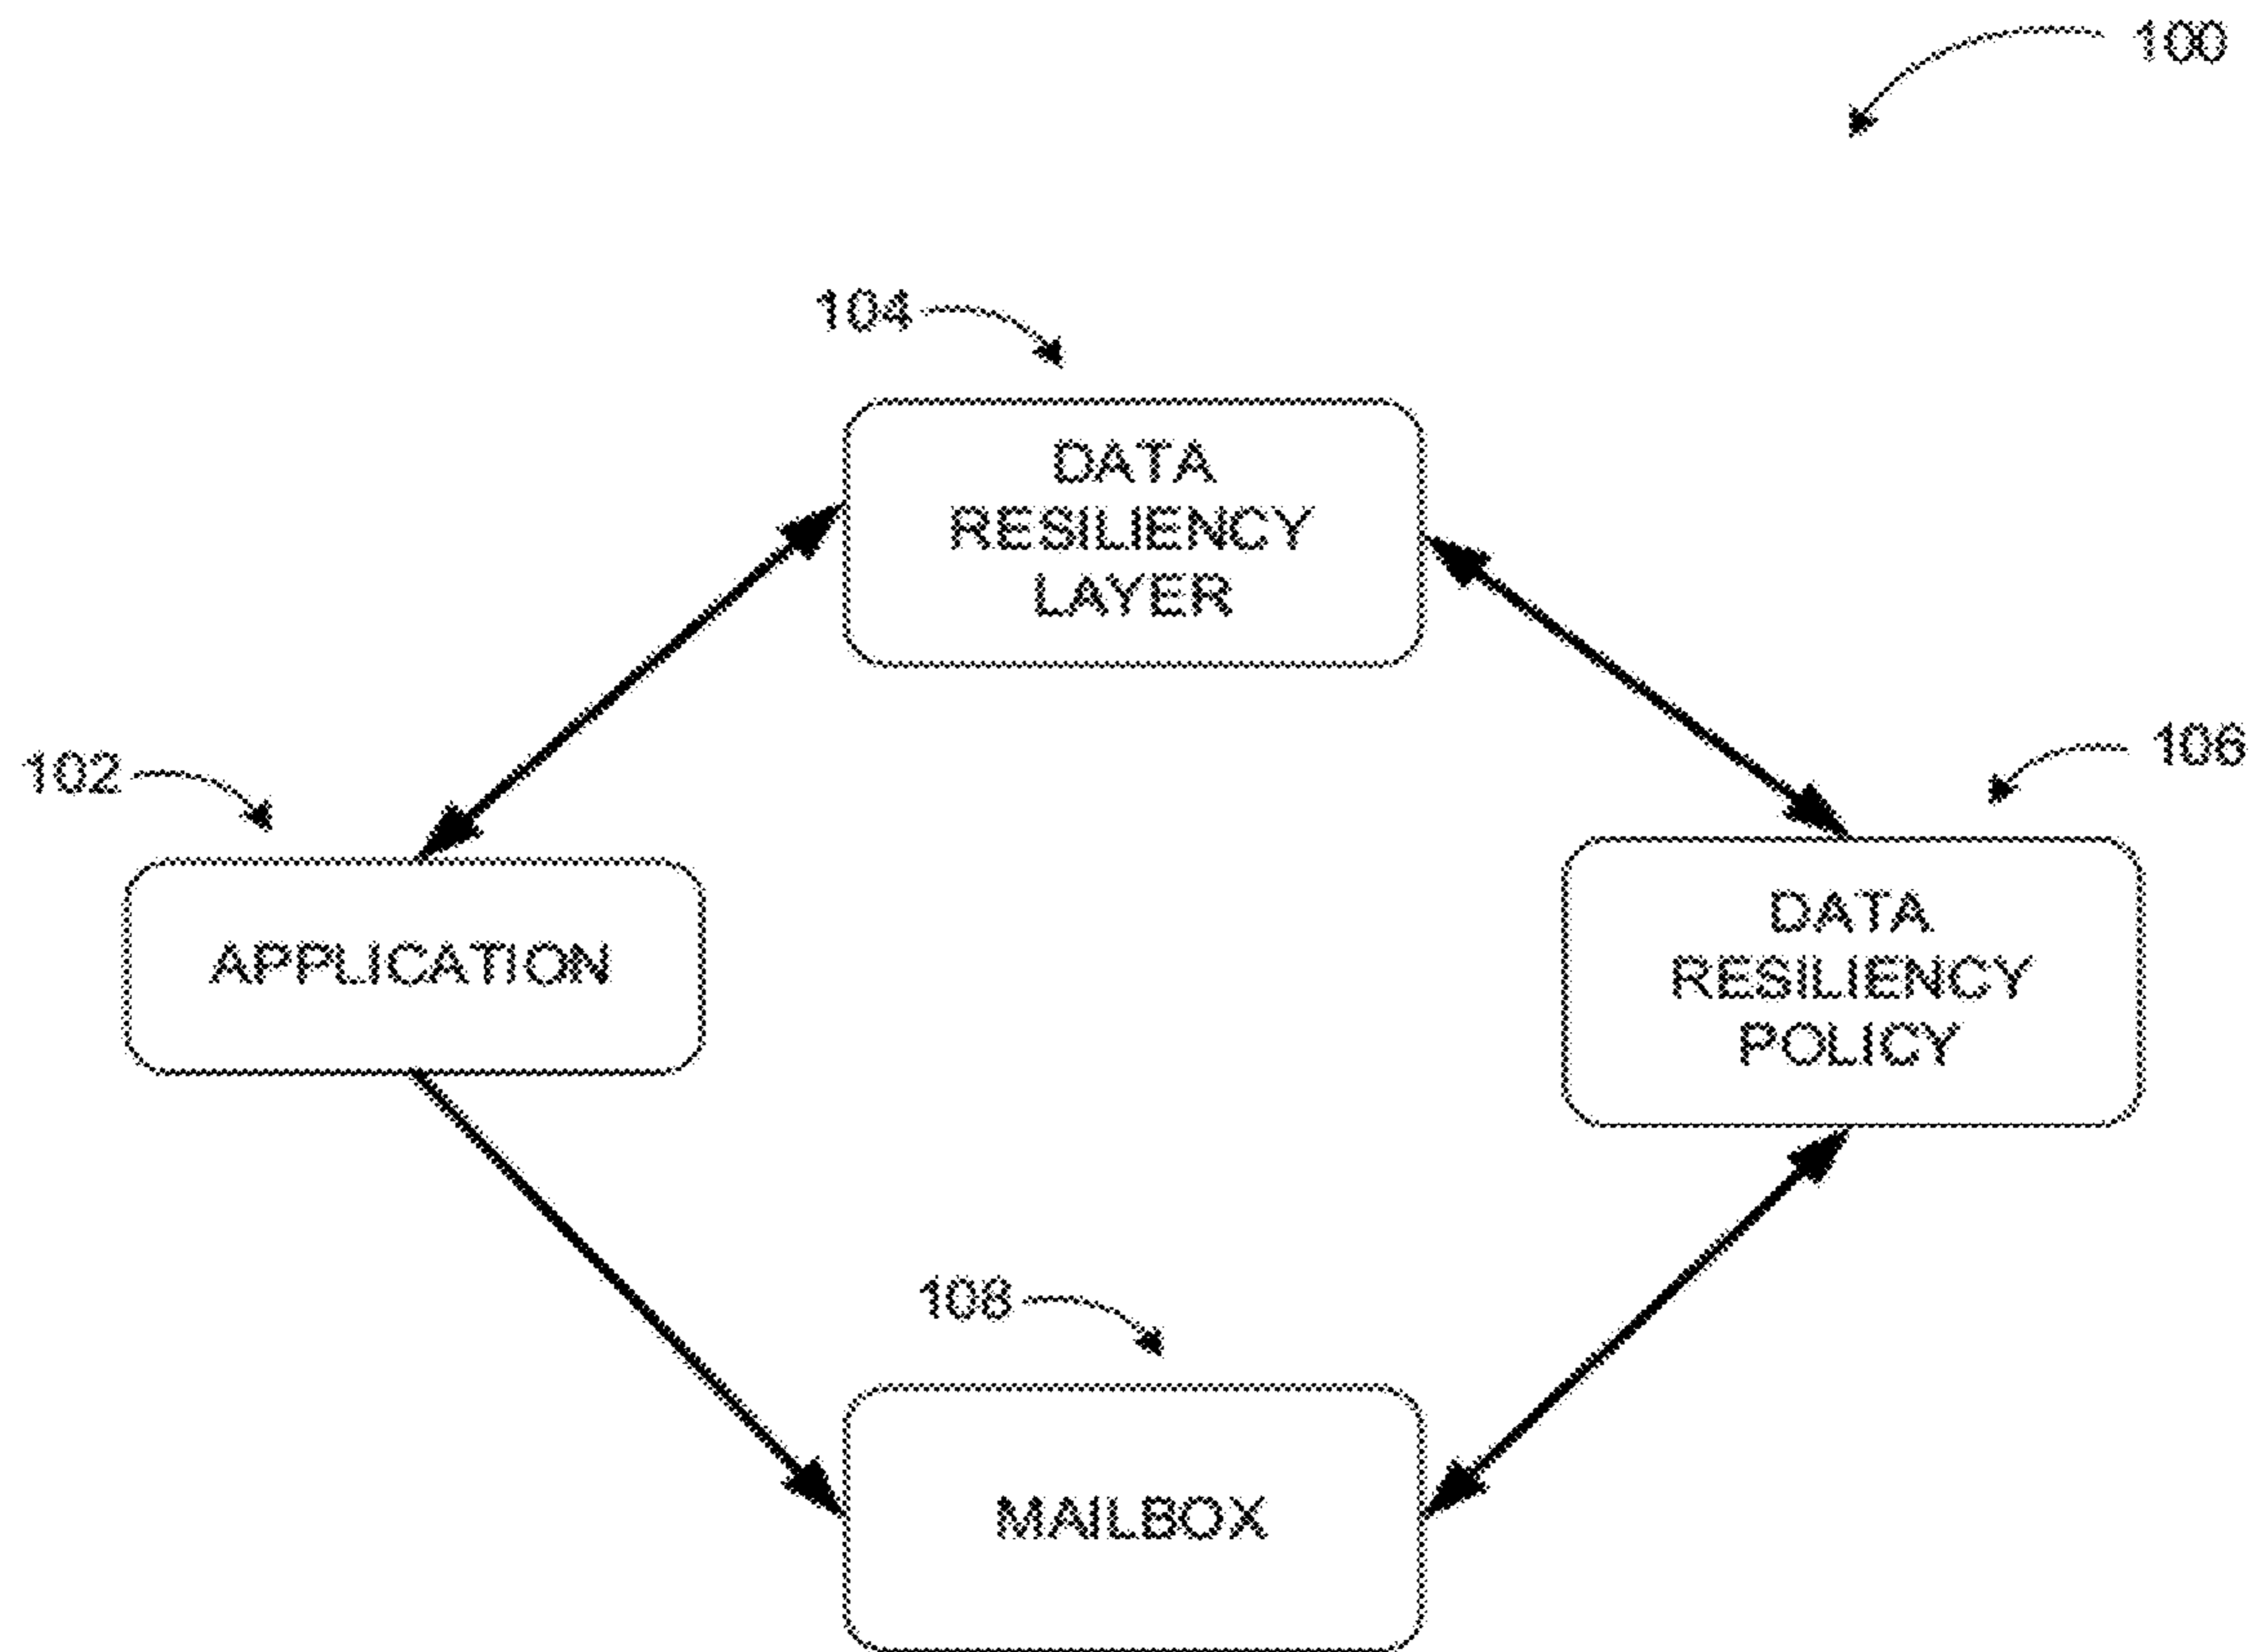 100
104
DATA
RESILIENCY
LAYER
102
106
APPLICATION
DATA
RESILIENCY
POLICY
108
MAILBOX